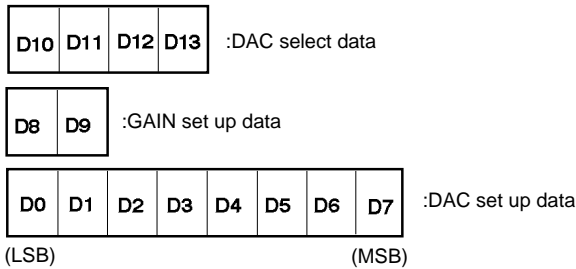 D10 D11 D12 D13 :DAC select data
D8 D9 :GAIN set up data
D0 D1 D2 D3 D4 D5 D6 D7 :DAC set up data
(LSB) (MSB)